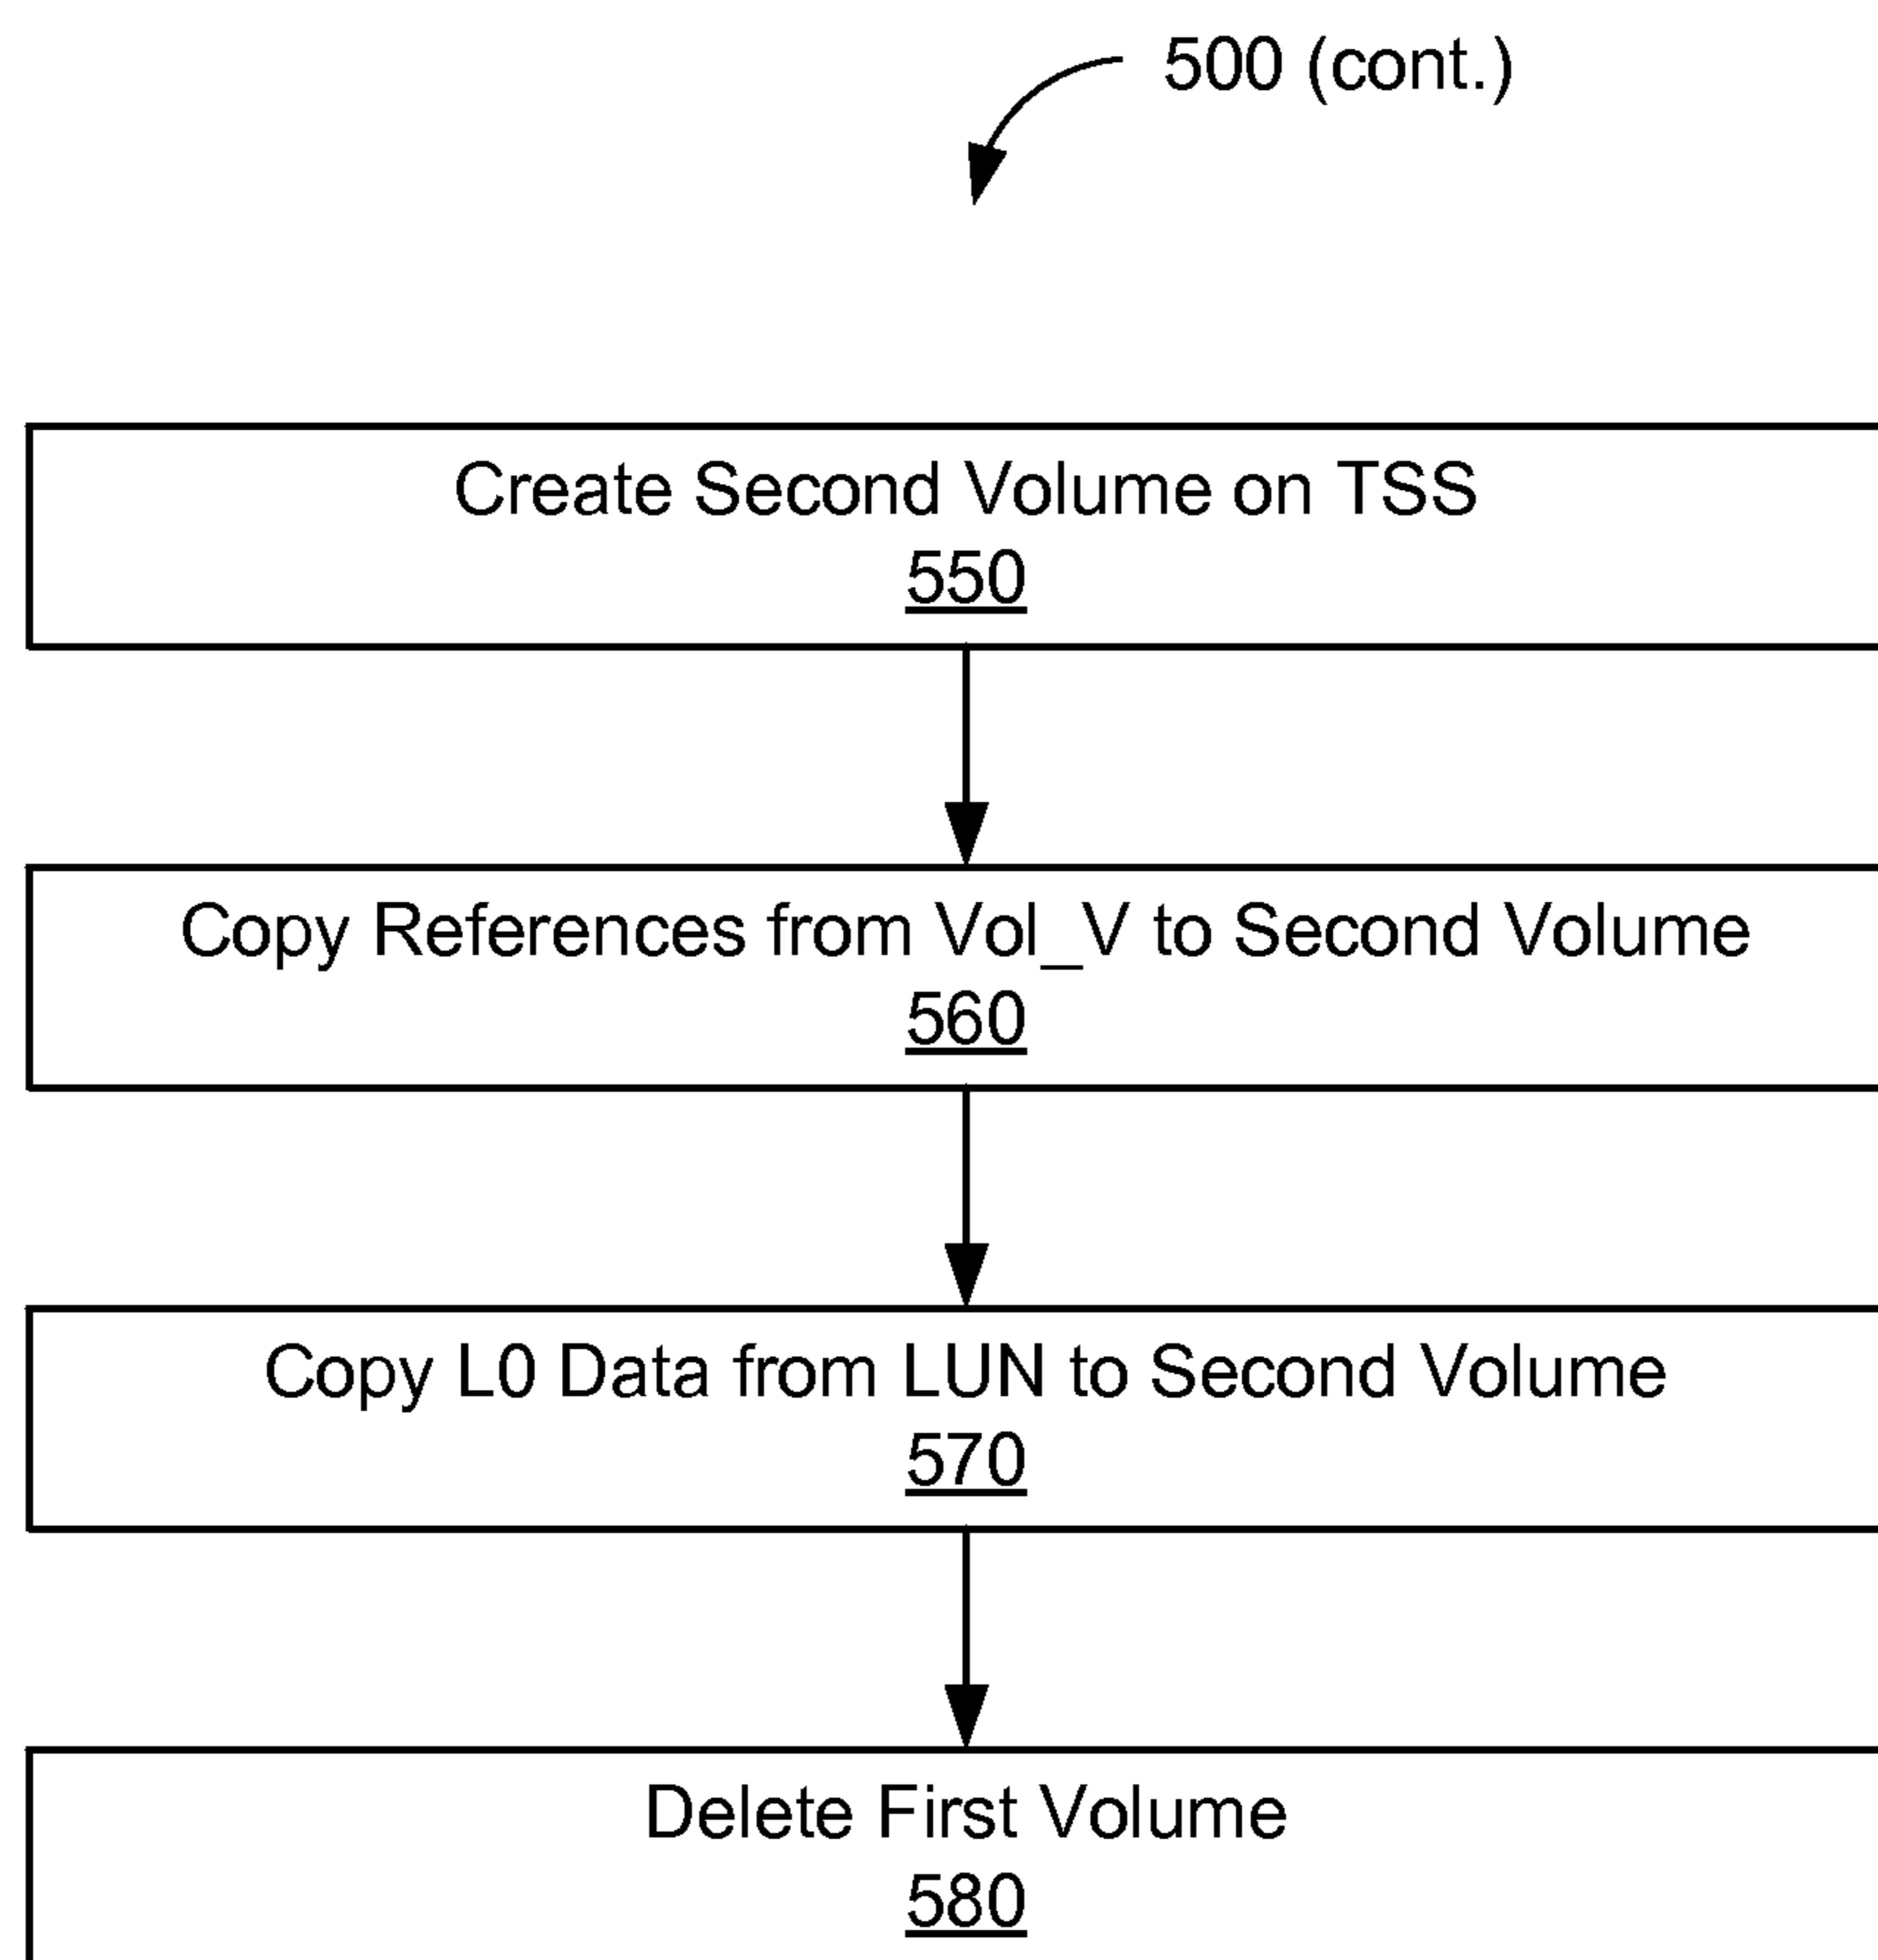 500 (cont.)
Create Second Volume on TSS
550
Copy References from Vol_V to Second Volume
560
Copy L0 Data from LUN to Second Volume
570
Delete First Volume
580